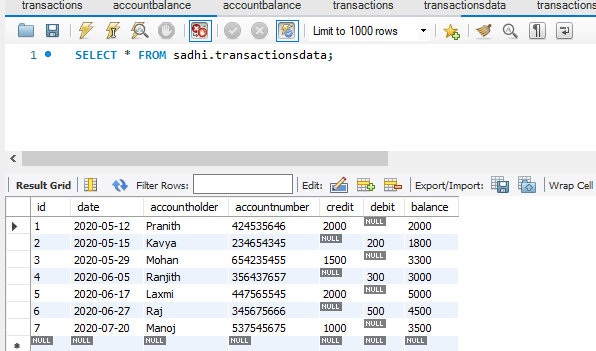 transactions accountbalance accountbalance transactions transactionsdata transactions
Limit to 1000 rows
1 SELECT * FROM sadhi.transactionsdata;
Result Grid Filter Rows: Edit: Export/Import: Wrap Cell
id date accountholder accountnumber credit debit balance
1 2020-05-12 Pranith 424535646 2000 NULL 2000
2 2020-05-15 Kavya 234654345 NULL 200 1800
3 2020-05-29 Mohan 654235455 1500 NULL 3300
4 2020-06-05 Ranjith 356437657 NULL 300 3000
5 2020-06-17 Laxmi 447565545 2000 NULL 5000
6 2020-06-27 Raj 345675666 NULL 500 4500
7 2020-07-20 Manoj 537545675 1000 NULL 3500
NULL NULL NULL NULL NULL NULL NULL